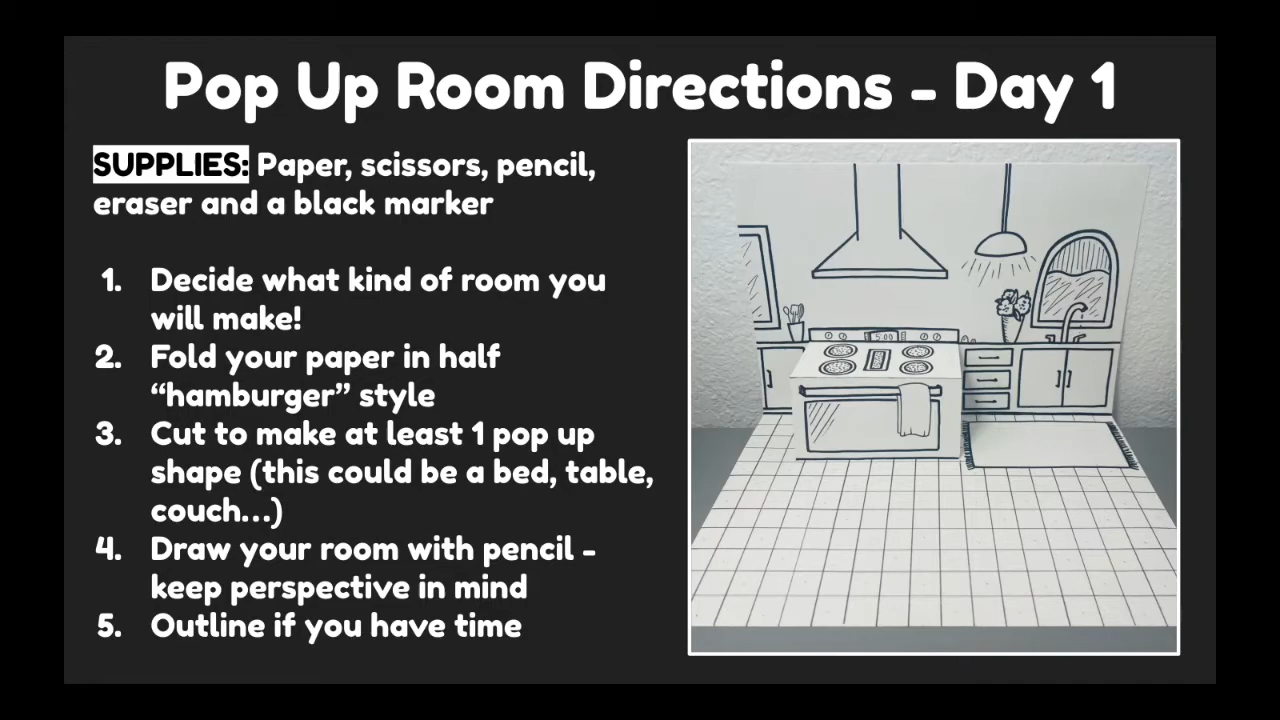 Pop Up Room Directions - Day 1
SUPPLIES: Paper, scissors, pencil,
eraser and a black marker
1. Decide what kind of room you
will make!
2. Fold your paper in half
“hamburger” style
3. Cut to make at least 1 pop up
shape (this could be a bed, table,
couch...)
4. Draw your room with pencil -
keep perspective in mind
5. Outline if you have time
5:00